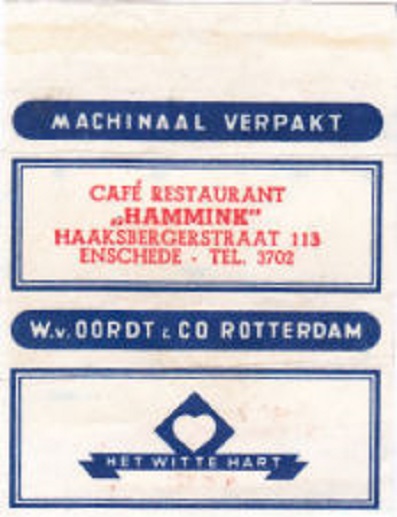 MACHINAAL VERPAKT
CAFÉ RESTAURANT
„HAMMINK"
HAAKSBERGERSTRAAT 113
ENSCHEDE - TEL. 3702
W.v. OORDT & CO ROTTERDAM
HET WITTE HART